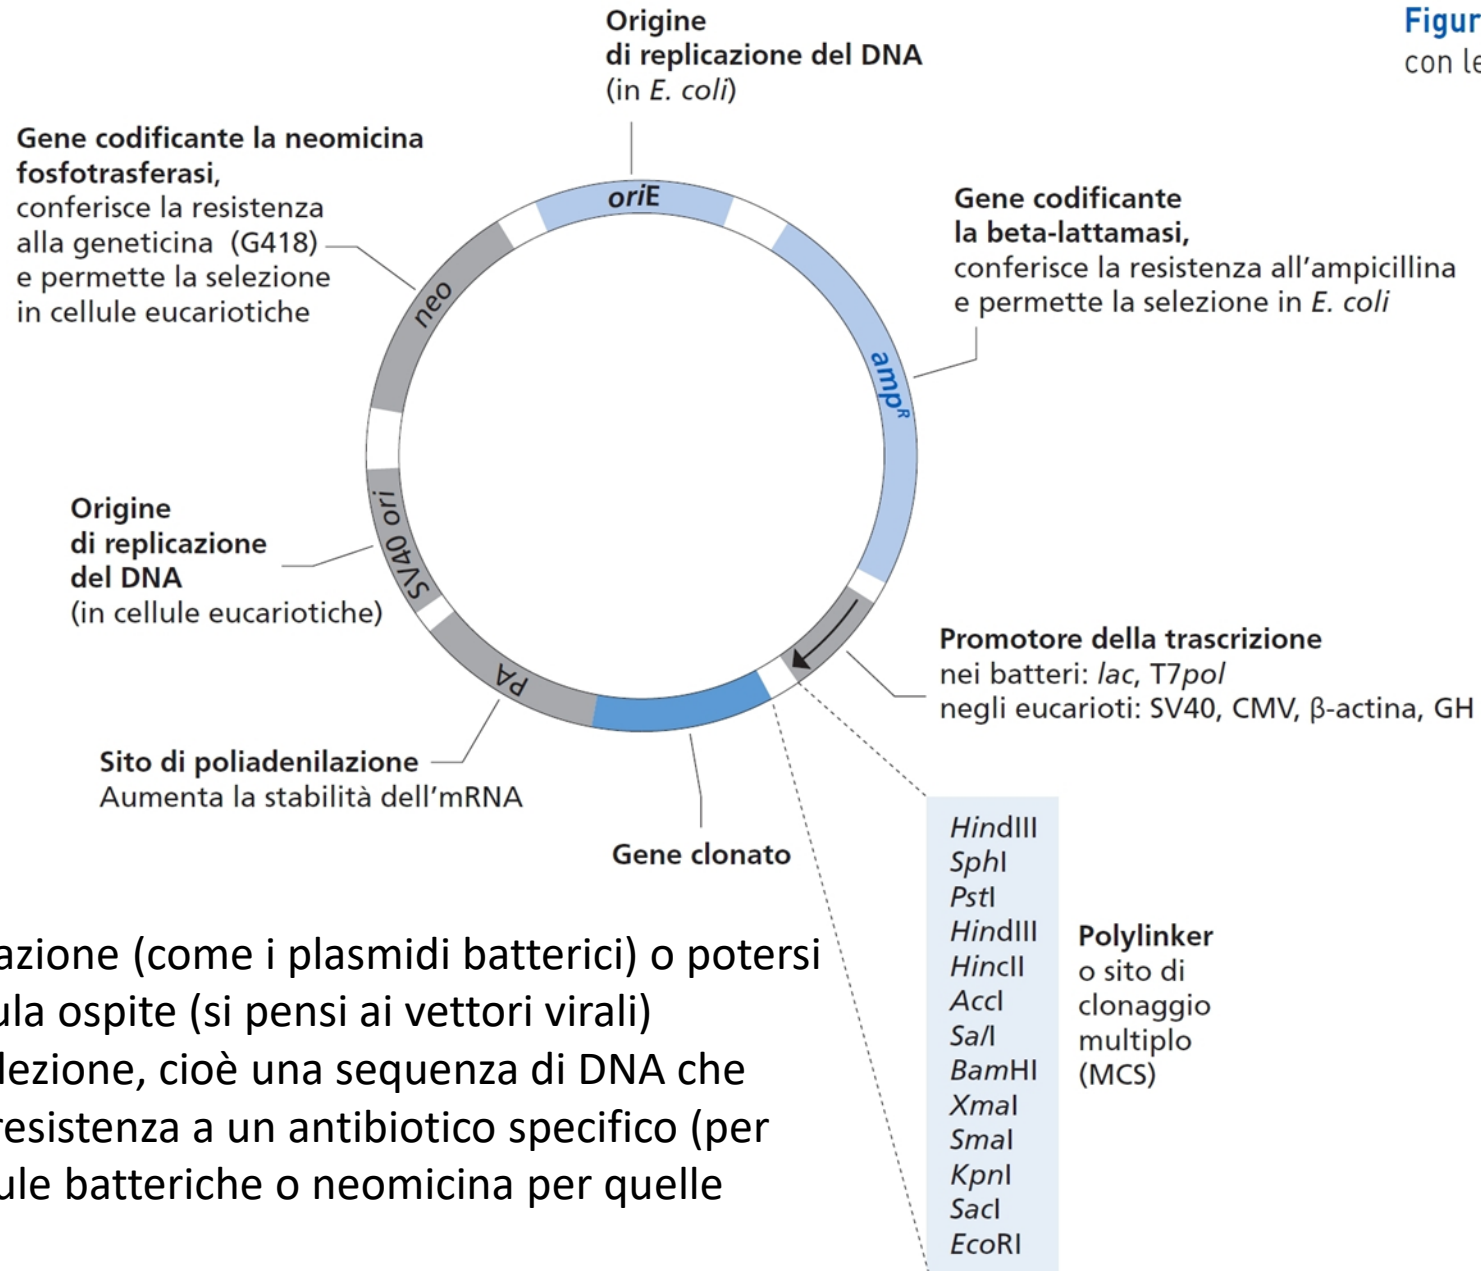 Origine
di replicazione del DNA
(in E. coli)
Figur
con le
Gene codificante la neomicina
fosfotrasferasi,
conferisce la resistenza
alla geneticina (G418)
e permette la selezione
in cellule eucariotiche
oriE
Gene codificante
la beta-lattamasi,
conferisce la resistenza all'ampicillina
e permette la selezione in E. coli
neo
ampR
Origine
di replicazione
del DNA
(in cellule eucariotiche)
SV40 ori
Promotore della trascrizione
nei batteri: lac, T7pol
negli eucarioti: SV40, CMV, β-actina, GH
PA
Sito di poliadenilazione
Aumenta la stabilità dell'mRNA
Gene clonato
HindIII
SphI
PstI
HindIII
HincII
AccI
SalI
BamHI
XmaI
SmaI
KpnI
SacI
EcoRI
Polylinker
o sito di
clonaggio
multiplo
(MCS)
azione (come i plasmidi batterici) o potersi
ula ospite (si pensi ai vettori virali)
lezione, cioè una sequenza di DNA che
resistenza a un antibiotico specifico (per
ule batteriche o neomicina per quelle